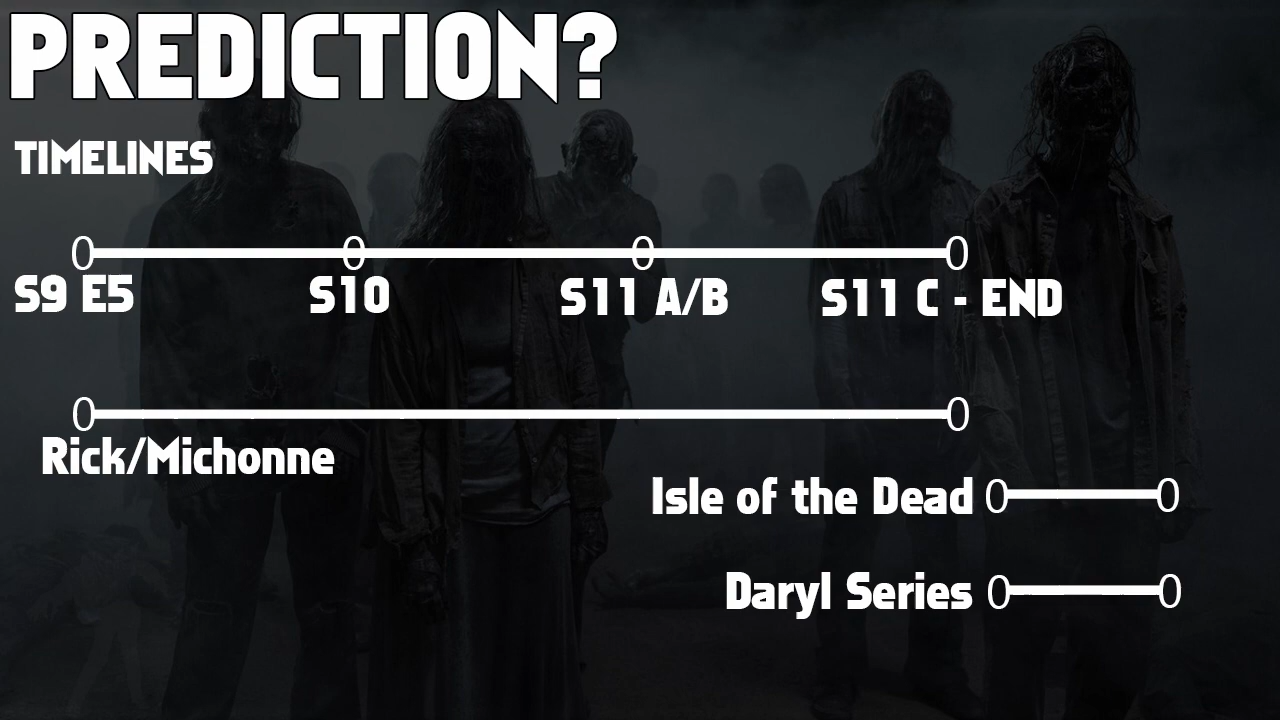 PREDICTION?
TIMELINES
S9 E5 S10 S11 A/B S11 C - END
Rick/Michonne
Isle of the Dead
Daryl Series